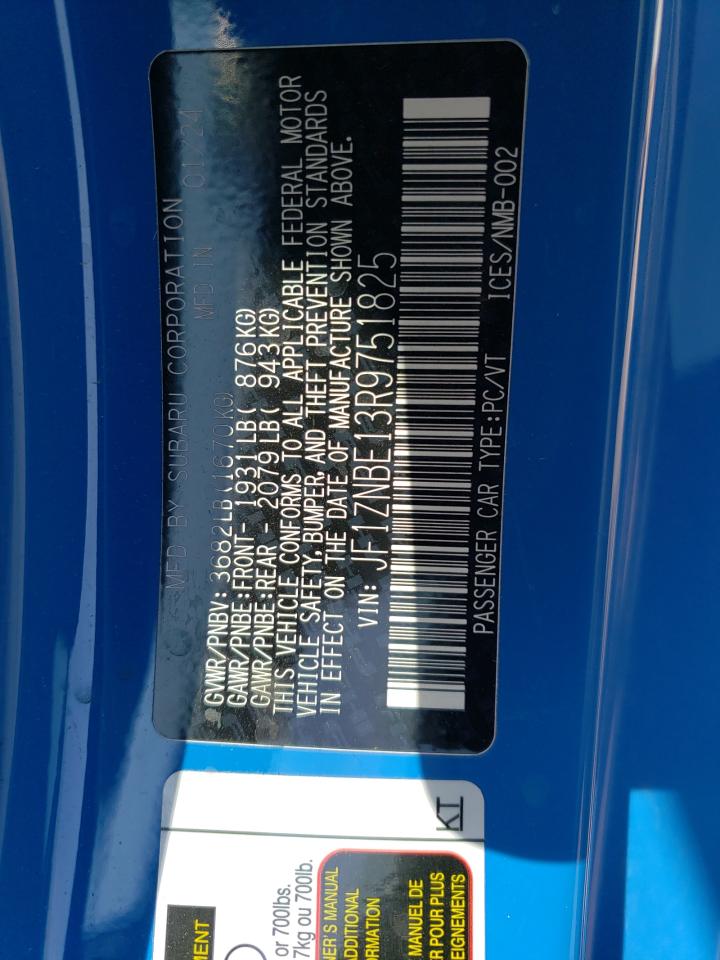 MFD BY SUBARU CORPORATION
MFD IN 01/24
GVWR/PNBV: 3682LB(1670KG)
GAWR/PNBE:FRONT- 1931LB( 876KG)
GAWR/PNBE:REAR 2079LB( 943KG)
THIS VEHICLE CONFORMS TO ALL APPLICABLE FEDERAL MOTOR
VEHICLE SAFETY, BUMPER, AND THEFT PREVENTION STANDARDS
IN EFFECT ON THE DATE OF MANUFACTURE SHOWN ABOVE.
VIN: JF1ZNBE13R9751825
PASSENGER CAR TYPE:PC/VT ICES/NMB-002
MENT
or 700lbs.
7kg ou 700lb.
NER'S MANUAL
ADDITIONAL
ORMATION
MANUEL DE
R POUR PLUS
EIGNEMENTS
KT